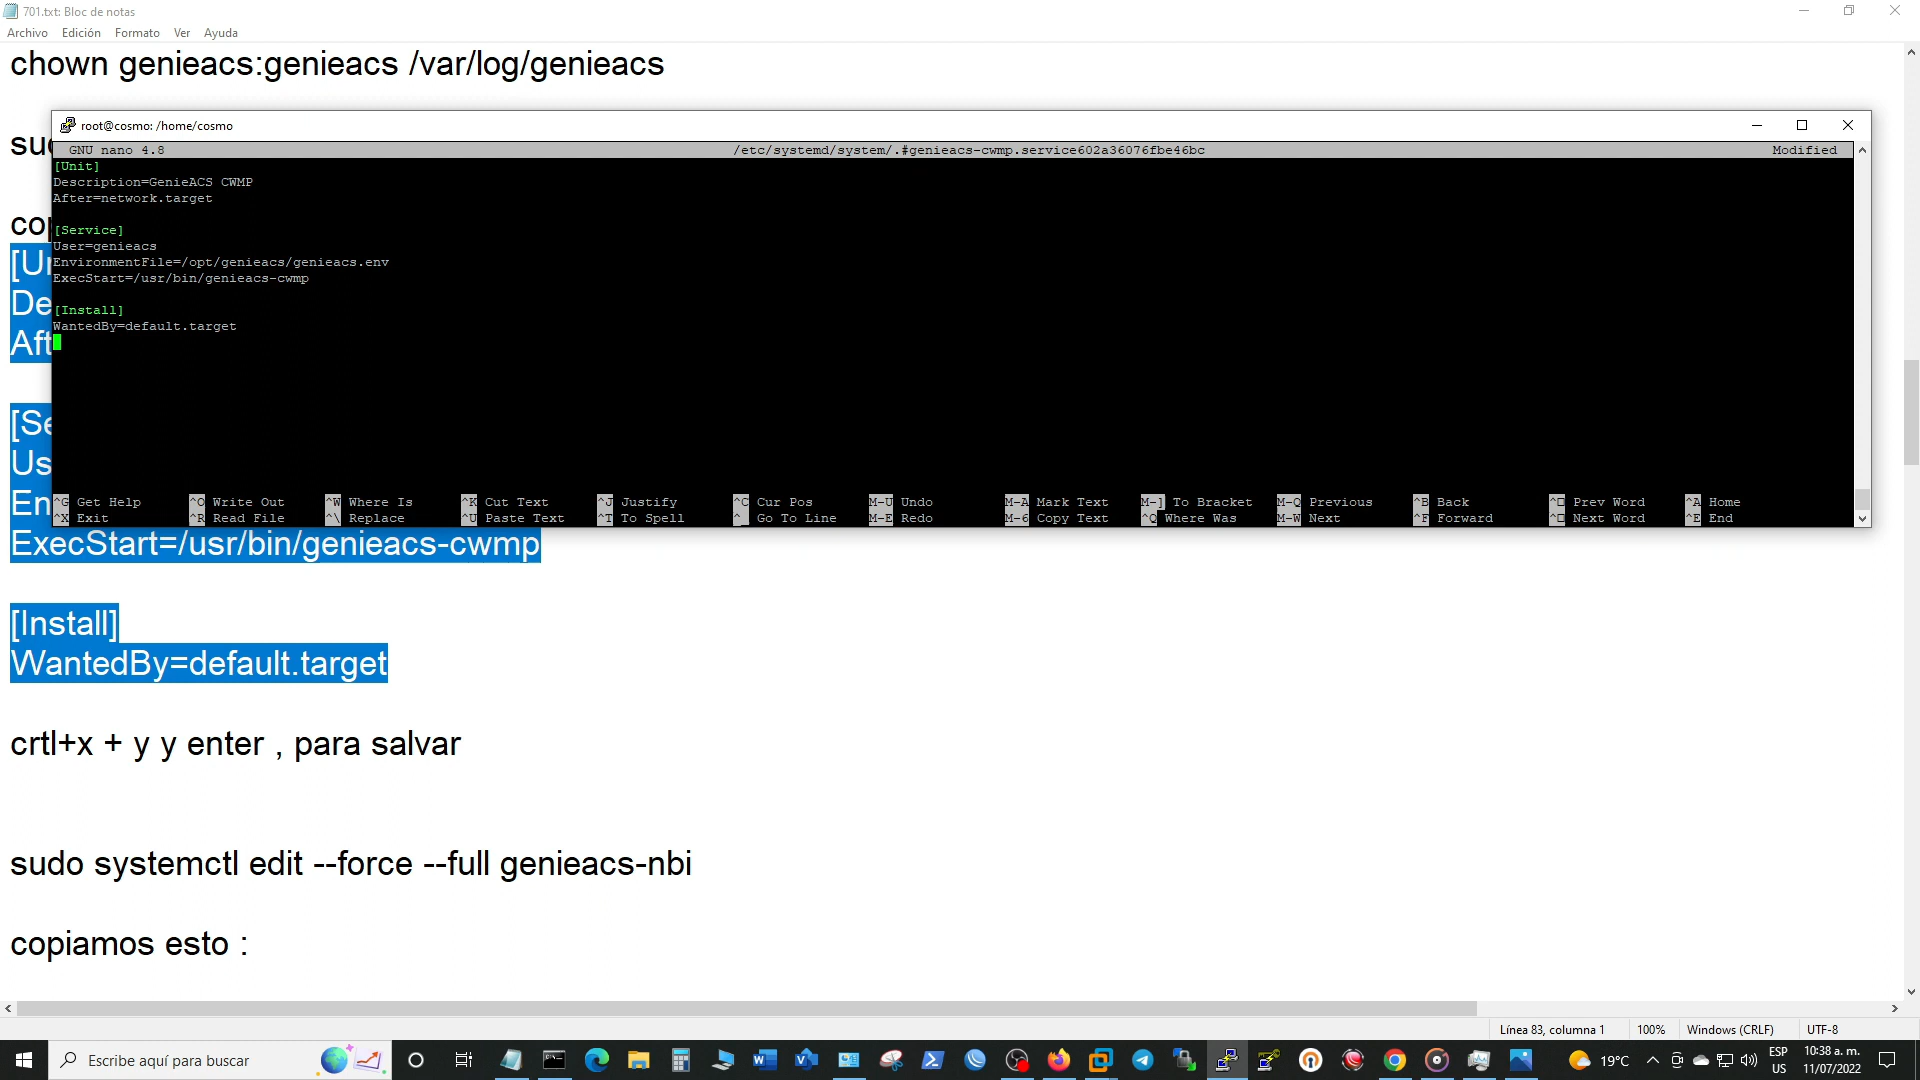 701.txt: Bloc de notas
Archivo Edición Formato Ver Ayuda
chown genieacs:genieacs /var/log/genieacs
root@cosmo: /home/cosmo
GNU nano 4.8 /etc/systemd/system/.#genieacs-cwmp.service602a36076fbe46bc Modified
[Unit]
Description=GenieACS CWMP
After=network.target
[Service]
User=genieacs
EnvironmentFile=/opt/genieacs/genieacs.env
ExecStart=/usr/bin/genieacs-cwmp
[Install]
WantedBy=default.target
^G Get Help ^O Write Out ^W Where Is ^K Cut Text ^J Justify ^C Cur Pos M-U Undo M-A Mark Text M-] To Bracket M-Q Previous ^B Back ^□ Prev Word ^A Home
^X Exit ^R Read File ^\ Replace ^U Paste Text ^T To Spell ^_ Go To Line M-E Redo M-6 Copy Text ^Q Where Was M-W Next ^F Forward ^□ Next Word ^E End
ExecStart=/usr/bin/genieacs-cwmp
[Install]
WantedBy=default.target
crtl+x + y y enter , para salvar
sudo systemctl edit --force --full genieacs-nbi
copiamos esto :
Línea 83, columna 1 100% Windows (CRLF) UTF-8
Escribe aquí para buscar
19°C
ESP
US
10:38 a. m.
11/07/2022